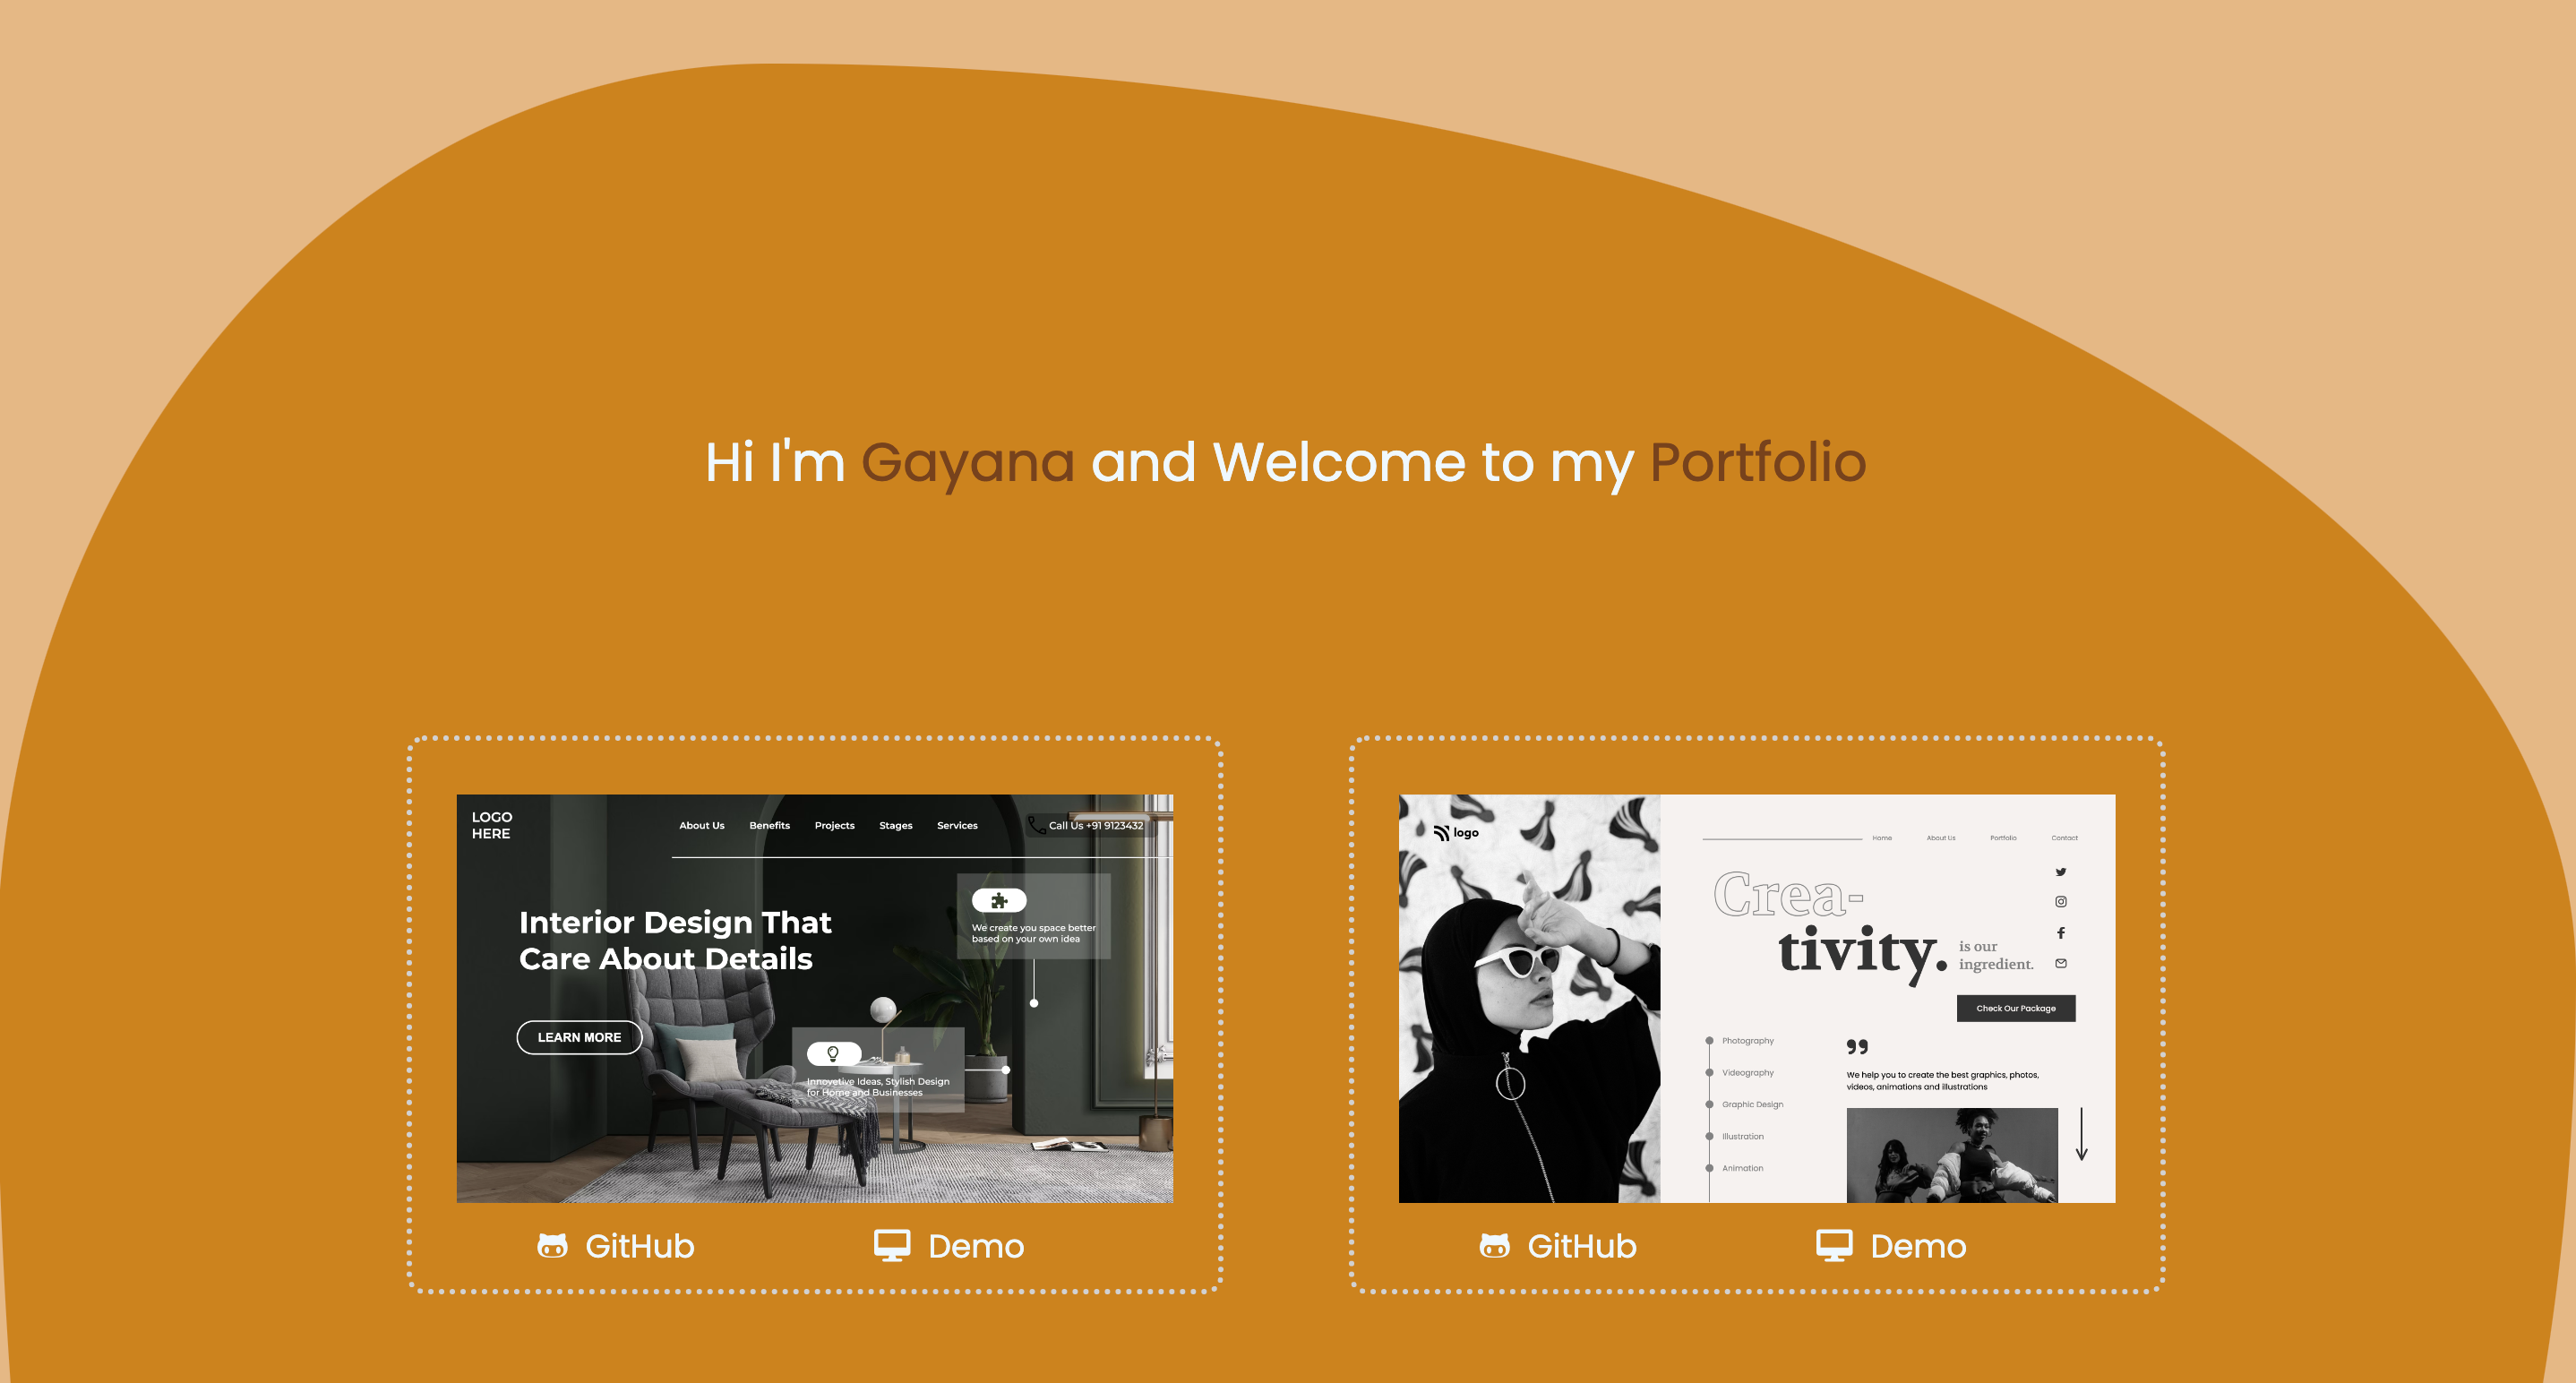 Hi I'm Gayana and Welcome to my Portfolio
LOGO
HERE
About Us Benefits Projects Stages Services Call Us +91 9123432
We create you space better
based on your own idea
Interior Design That
Care About Details
LEARN MORE
Innovetive Ideas, Stylish Design
for Home and Businesses
GitHub Demo
logo
Home About Us Portfolio Contact
Crea-
tivity. is our
ingredient.
Check Our Package
Photography
Videography
Graphic Design
Illustration
Animation
We help you to create the best graphics, photos,
videos, animations and illustrations
GitHub Demo